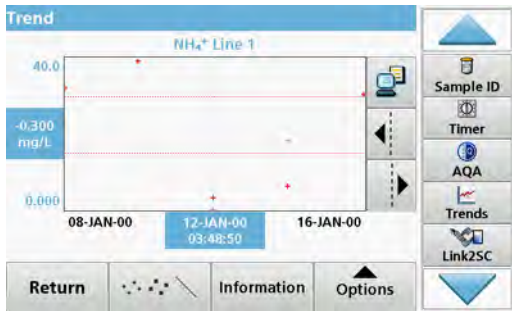 Trend
NH₄⁺ Line 1
40.0
-0.300
mg/L
0.000
08-JAN-00
12-JAN-00
03:48:50
16-JAN-00
Return
Information
Options
Sample ID
Timer
AQA
Trends
Link2SC